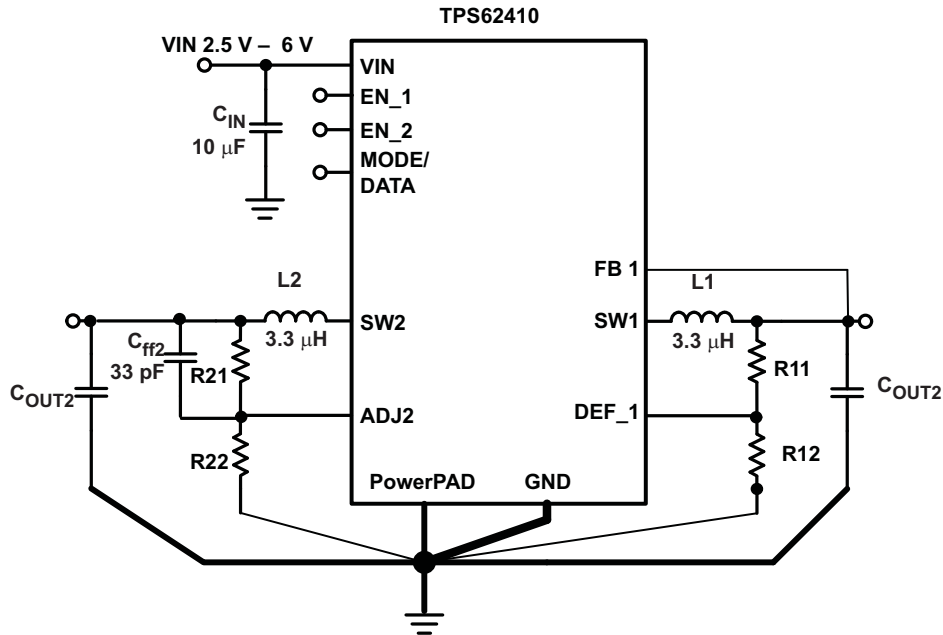 TPS62410
VIN 2.5 V – 6 V
VIN
EN_1
CIN
10 μF
EN_2
MODE/
DATA
FB 1
L2
L1
SW2
SW1
3.3 μH
3.3 μH
Cff2
33 pF
R21
R11
COUT2
COUT2
ADJ2
DEF_1
R22
R12
PowerPAD
GND